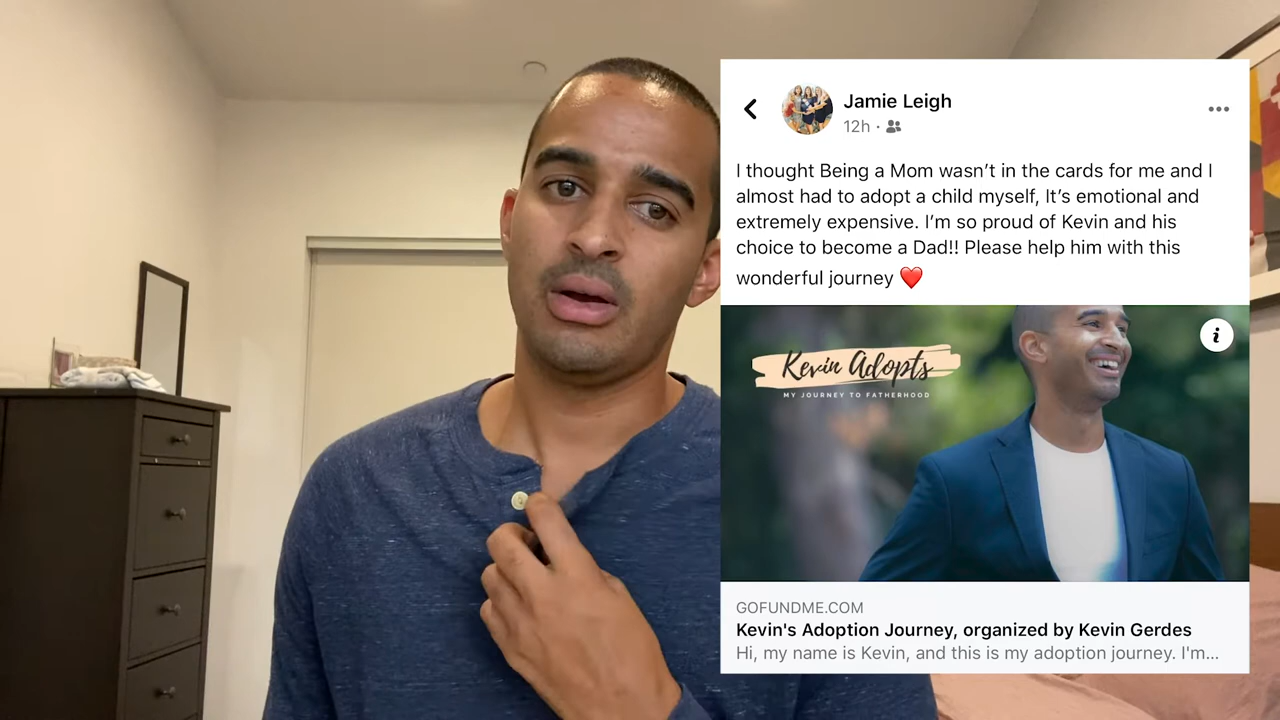 Jamie Leigh
12h ·
I thought Being a Mom wasn’t in the cards for me and I
almost had to adopt a child myself, It’s emotional and
extremely expensive. I’m so proud of Kevin and his
choice to become a Dad!! Please help him with this
wonderful journey ❤️
Kevin Adopts
MY JOURNEY TO FATHERHOOD
GOFUNDME.COM
Kevin's Adoption Journey, organized by Kevin Gerdes
Hi, my name is Kevin, and this is my adoption journey. I'm...